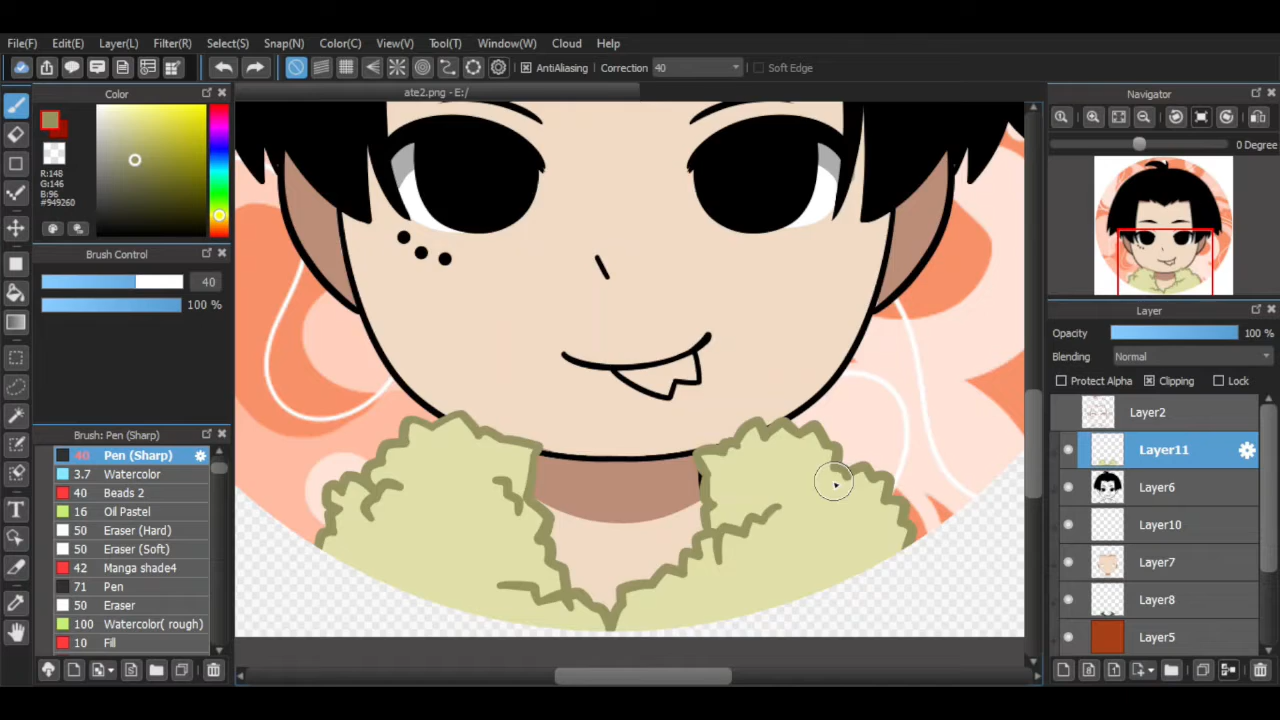 File(F) Edit(E) Layer(L) Filter(R) Select(S) Snap(N) Color(C) View(V) Tool(T) Window(W) Cloud Help
AntiAliasing Correction 40 Soft Edge
Color
ate2.png - E:/
Navigator
0 Degree
R:148
G:146
B:96
#949260
Brush Control
40
100 %
Layer
Opacity 100 %
Blending Normal
Protect Alpha Clipping Lock
Layer2
Layer11
Layer6
Layer10
Layer7
Layer8
Layer5
Brush: Pen (Sharp)
40 Pen (Sharp)
3.7 Watercolor
40 Beads 2
16 Oil Pastel
50 Eraser (Hard)
50 Eraser (Soft)
42 Manga shade4
71 Pen
50 Eraser
100 Watercolor( rough)
10 Fill